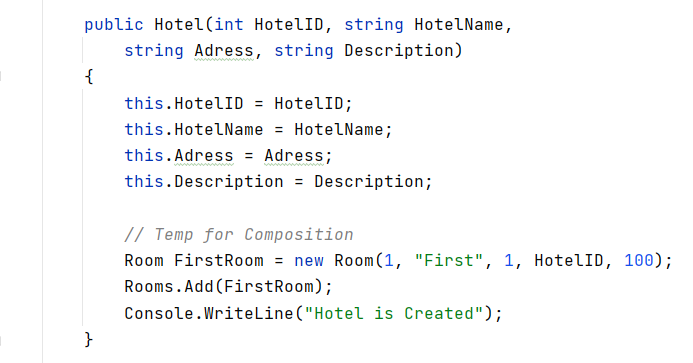 public Hotel(int HotelID, string HotelName,
string Adress, string Description)
{
this.HotelID = HotelID;
this.HotelName = HotelName;
this.Adress = Adress;
this.Description = Description;
// Temp for Composition
Room FirstRoom = new Room(1, "First", 1, HotelID, 100);
Rooms.Add(FirstRoom);
Console.WriteLine("Hotel is Created");
}